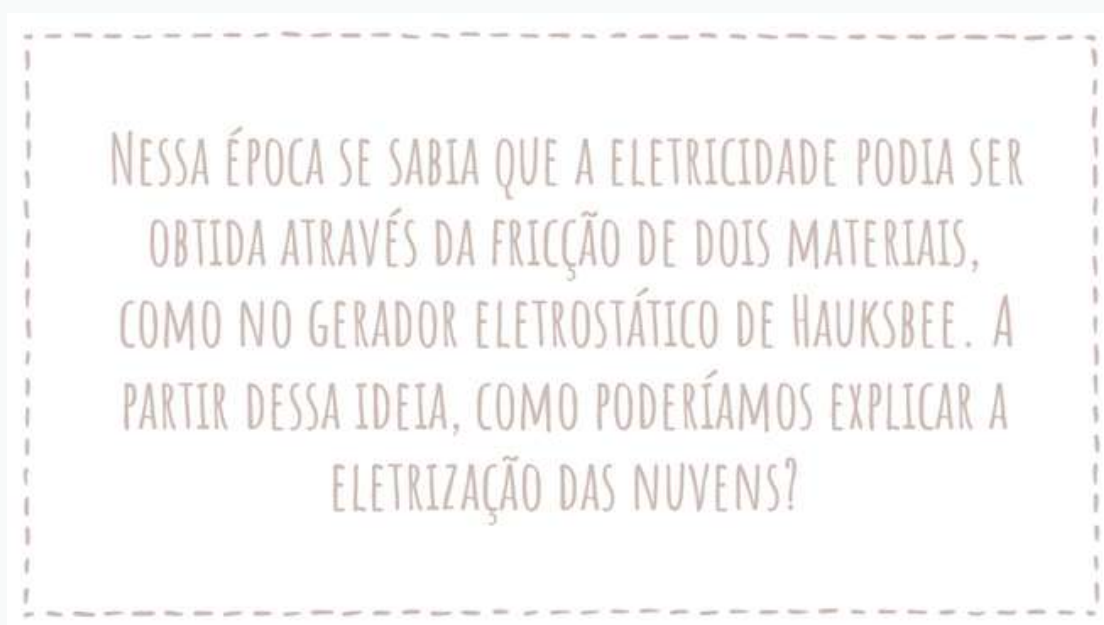 Nessa época se sabia que a eletricidade podia ser
obtida através da fricção de dois materiais,
como no gerador eletrostático de Hauksbee. A
partir dessa ideia, como poderíamos explicar a
eletrização das nuvens?